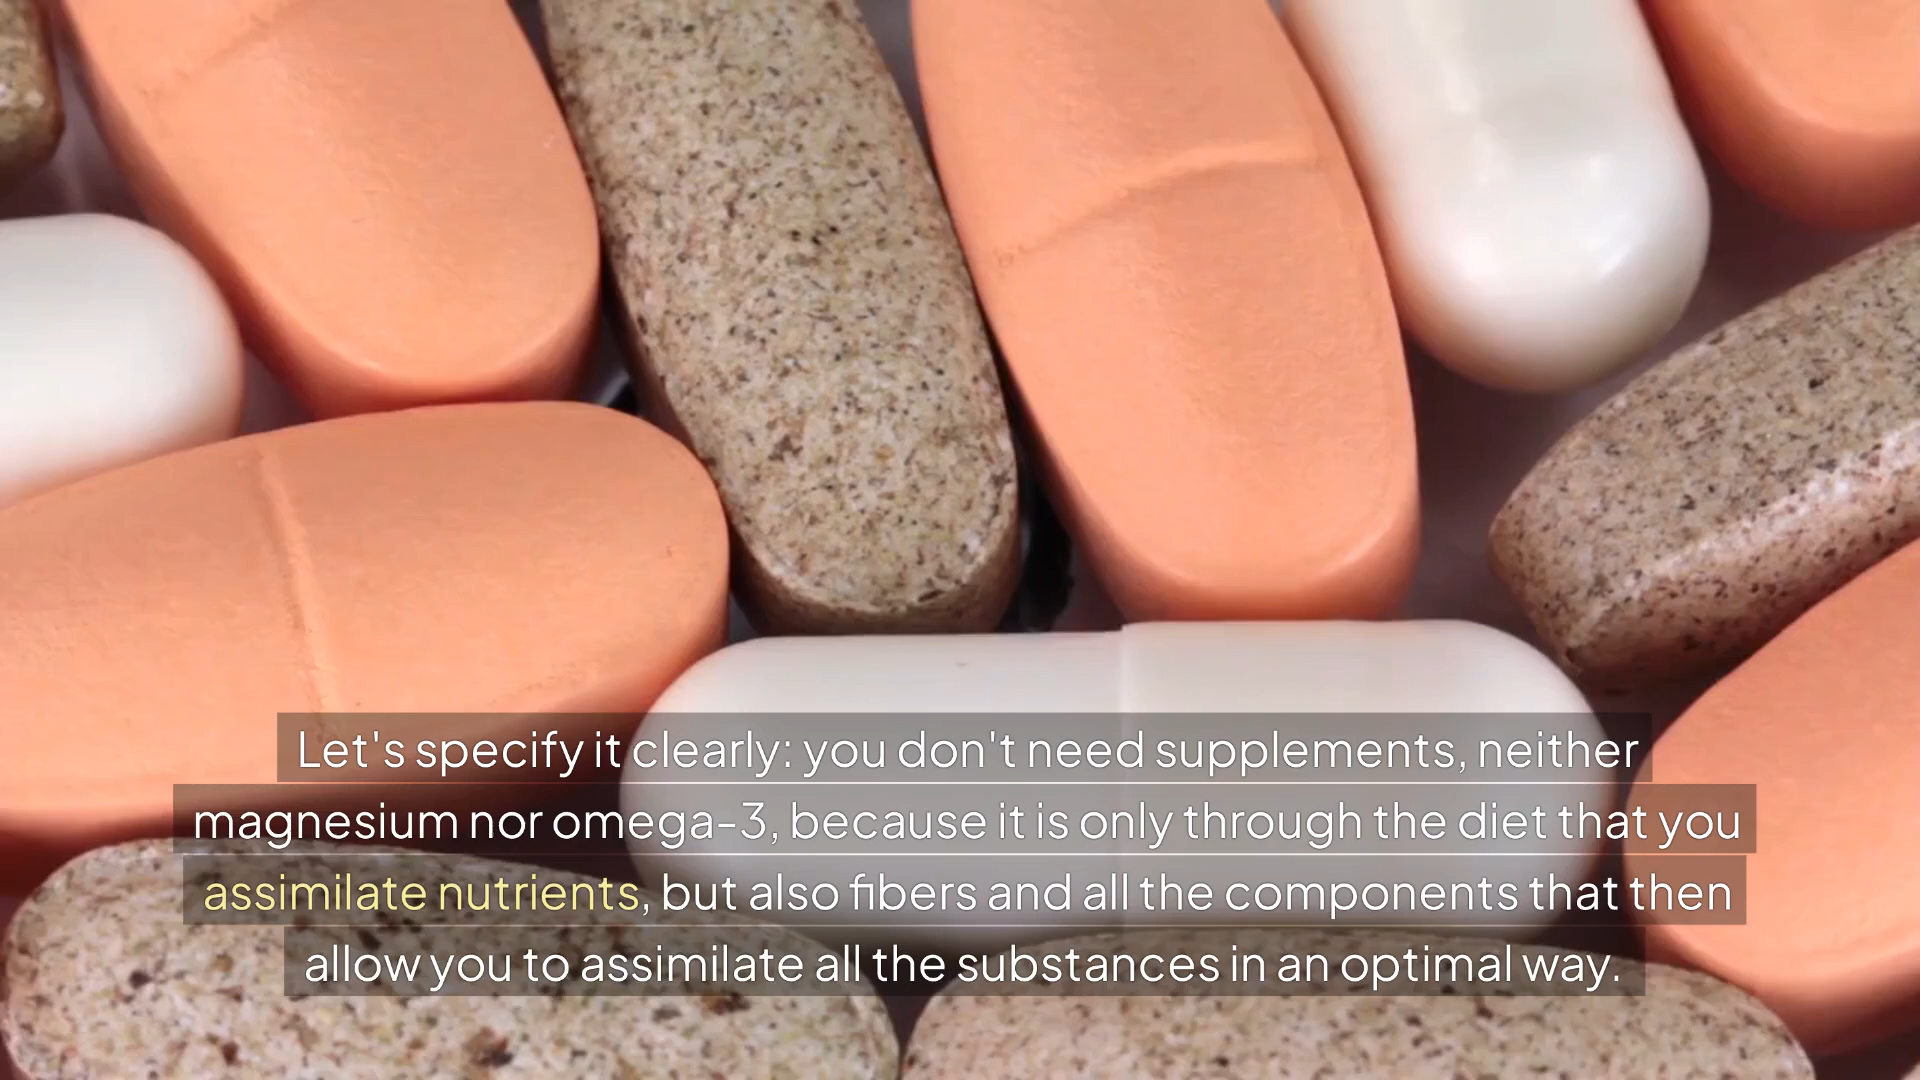 Let's specify it clearly: you don't need supplements, neither
magnesium nor omega-3, because it is only through the diet that you
assimilate nutrients, but also fibers and all the components that then
allow you to assimilate all the substances in an optimal way.